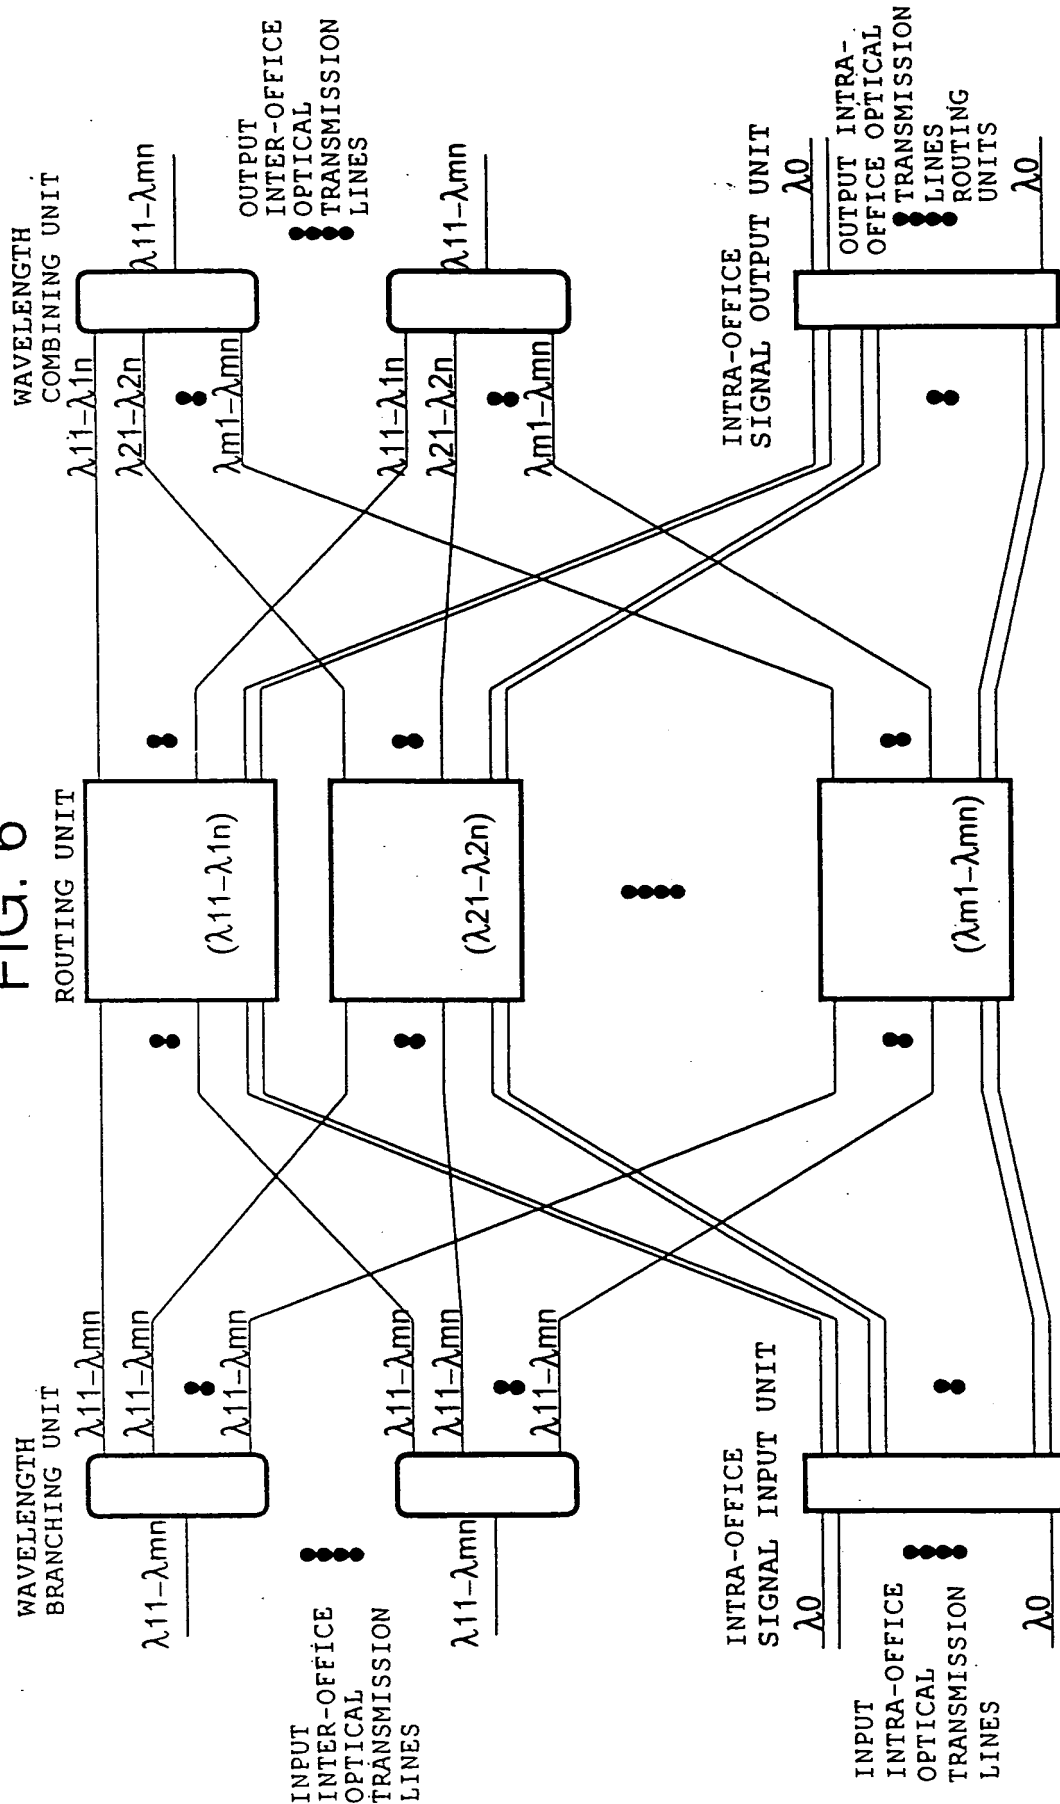 FIG. 6
WAVELENGTH
BRANCHING UNIT
ROUTING UNIT
WAVELENGTH
COMBINING UNIT
λ11-λmn
λ11-λmn
λ11-λmn
λ11-λmn
(λ11-λ1n)
λ11-λ1n
λ21-λ2n
λm1-λmn
λ11-λmn
INPUT
INTER-OFFICE
OPTICAL
TRANSMISSION
LINES
OUTPUT
INTER-OFFICE
OPTICAL
TRANSMISSION
LINES
λ11-λmn
λ11-λmn
λ11-λmn
λ11-λmn
(λ21-λ2n)
λ11-λ1n
λ21-λ2n
λm1-λmn
λ11-λmn
INTRA-OFFICE
SIGNAL INPUT UNIT
INTRA-OFFICE
SIGNAL OUTPUT UNIT
λ0
λ0
INPUT
INTRA-OFFICE
OPTICAL
TRANSMISSION
LINES
(λm1-λmn)
OUTPUT INTRA-
OFFICE OPTICAL
TRANSMISSION
LINES
ROUTING
UNITS
λ0
λ0